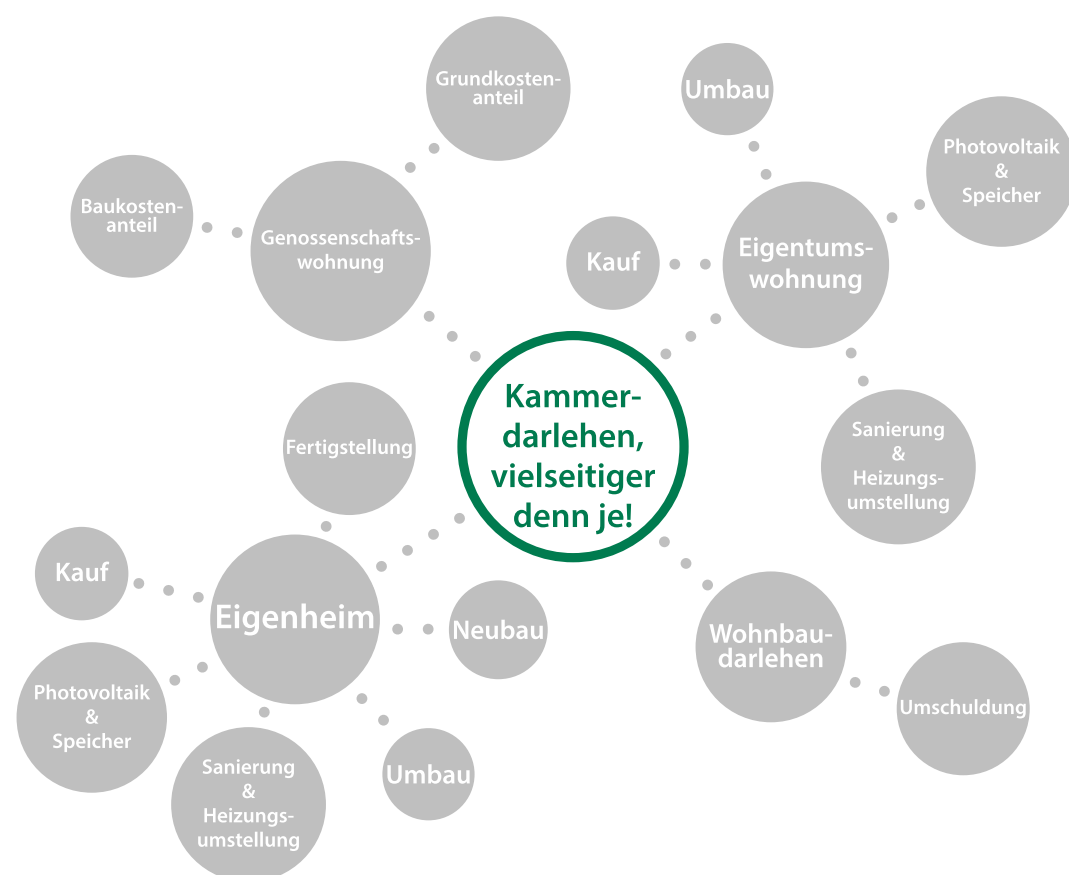 Grundkosten-
anteil
Umbau
Photovoltaik
&
Speicher
Baukosten-
anteil
Genossenschafts-
wohnung
Kauf
Eigentums-
wohnung
Kammer-
darlehen,
vielseitiger
denn je!
Fertigstellung
Sanierung
&
Heizungs-
umstellung
Kauf
Eigenheim
Neubau
Wohnbau-
darlehen
Photovoltaik
&
Speicher
Umschuldung
Sanierung
&
Heizungs-
umstellung
Umbau